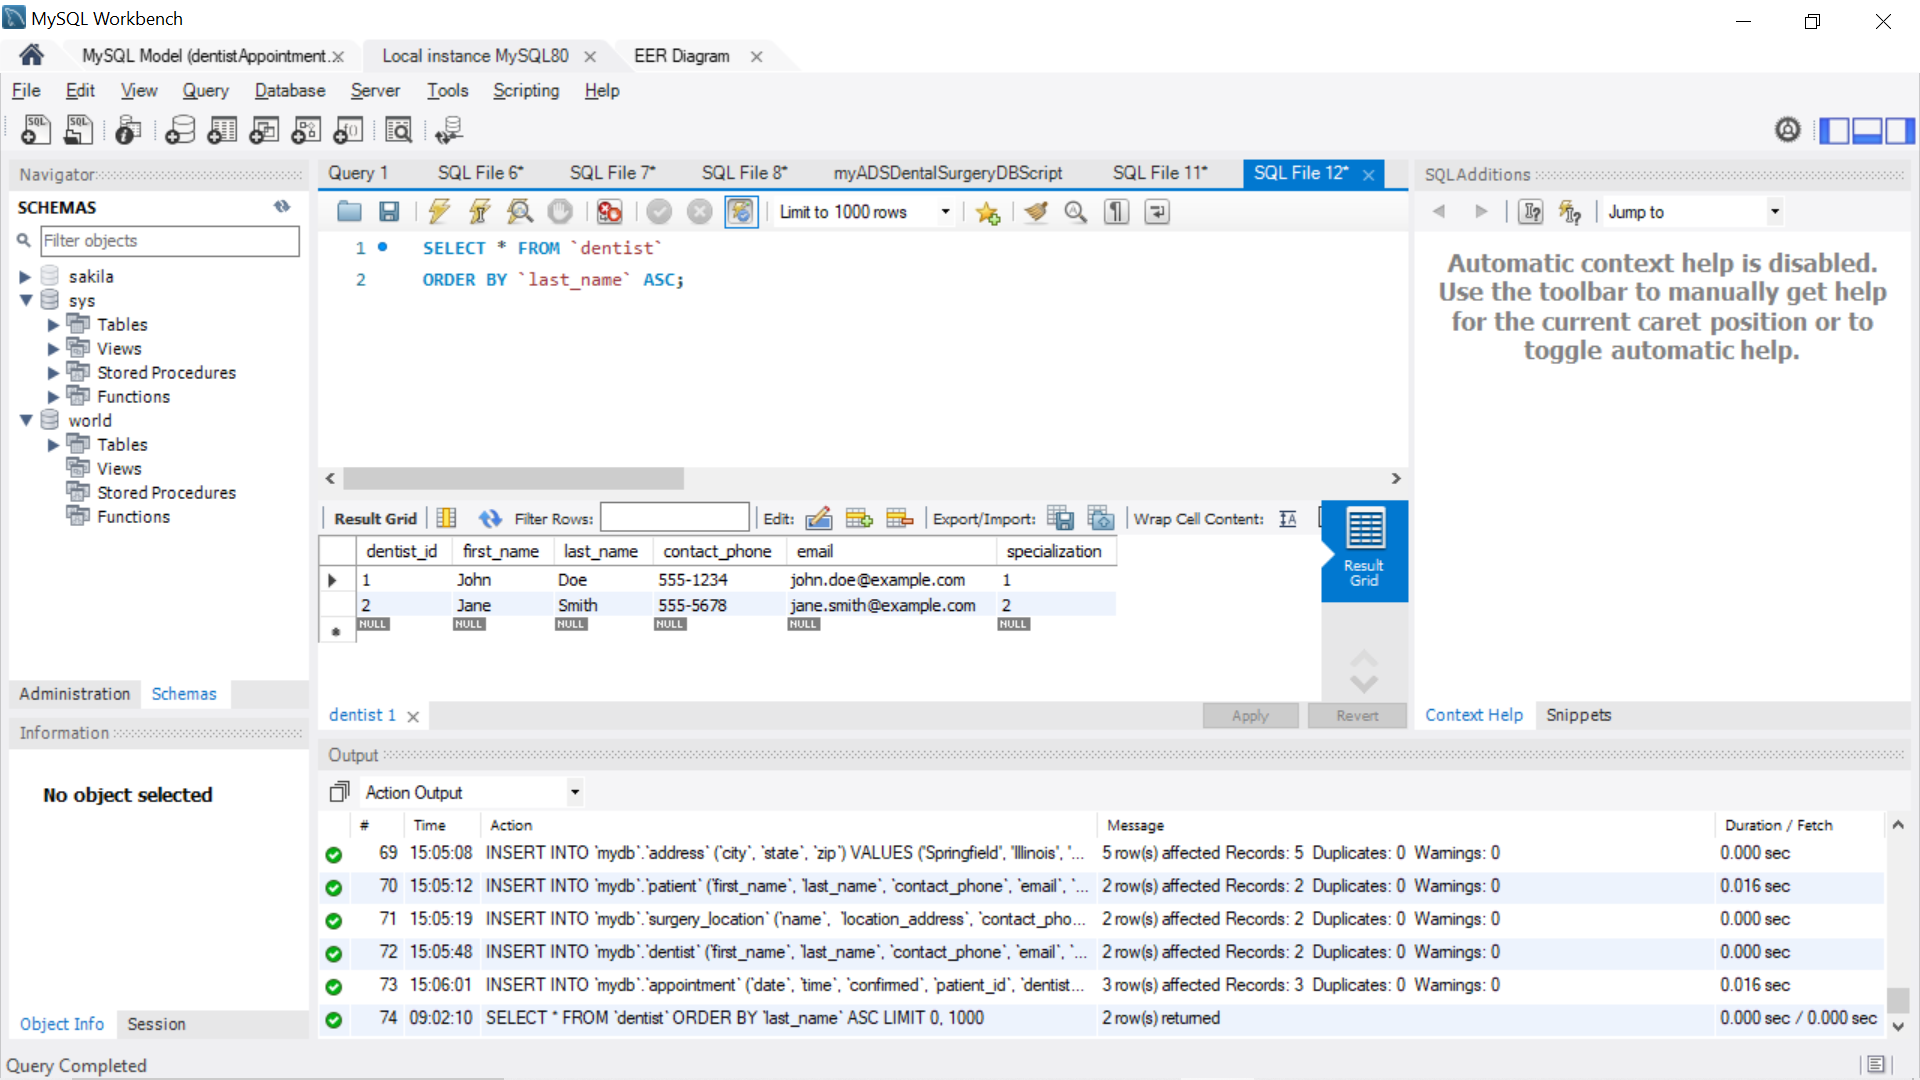 MySQL Workbench
MySQL Model (dentistAppointment. Local instance MySQL80 EER Diagram
File Edit View Query Database Server Tools Scripting Help
SQL SQL
Navigator
Query 1 SQL File 6* SQL File 7* SQL File 8* myADSDentalSurgeryDBScript SQL File 11* SQL File 12*
SQLAdditions
SCHEMAS
Limit to 1000 rows
Jump to
Filter objects
sakila
sys
Tables
Views
Stored Procedures
Functions
world
Tables
Views
Stored Procedures
Functions
1 SELECT * FROM `dentist`
2 ORDER BY `last_name` ASC;
Automatic context help is disabled.
Use the toolbar to manually get help
for the current caret position or to
toggle automatic help.
Result Grid Filter Rows: Edit: Export/Import: Wrap Cell Content:
dentist_id first_name last_name contact_phone email specialization
1 John Doe 555-1234 john.doe@example.com 1
2 Jane Smith 555-5678 jane.smith@example.com 2
NULL NULL NULL NULL NULL NULL
Result
Grid
Administration Schemas
dentist 1 Apply Revert
Context Help Snippets
Information
No object selected
Object Info Session
Output
Action Output
# Time Action Message Duration / Fetch
69 15:05:08 INSERT INTO `mydb`.`address` (`city`, `state`, `zip`) VALUES ('Springfield', 'Illinois', '... 5 row(s) affected Records: 5 Duplicates: 0 Warnings: 0 0.000 sec
70 15:05:12 INSERT INTO `mydb`.`patient` (`first_name`, `last_name`, `contact_phone`, `email`, `... 2 row(s) affected Records: 2 Duplicates: 0 Warnings: 0 0.016 sec
71 15:05:19 INSERT INTO `mydb`.`surgery_location` (`name`, `location_address`, `contact_pho... 2 row(s) affected Records: 2 Duplicates: 0 Warnings: 0 0.000 sec
72 15:05:48 INSERT INTO `mydb`.`dentist` (`first_name`, `last_name`, `contact_phone`, `email`, `... 2 row(s) affected Records: 2 Duplicates: 0 Warnings: 0 0.000 sec
73 15:06:01 INSERT INTO `mydb`.`appointment` (`date`, `time`, `confirmed`, `patient_id`, `dentist... 3 row(s) affected Records: 3 Duplicates: 0 Warnings: 0 0.016 sec
74 09:02:10 SELECT * FROM `dentist` ORDER BY `last_name` ASC LIMIT 0, 1000 2 row(s) returned 0.000 sec / 0.000 sec
Query Completed